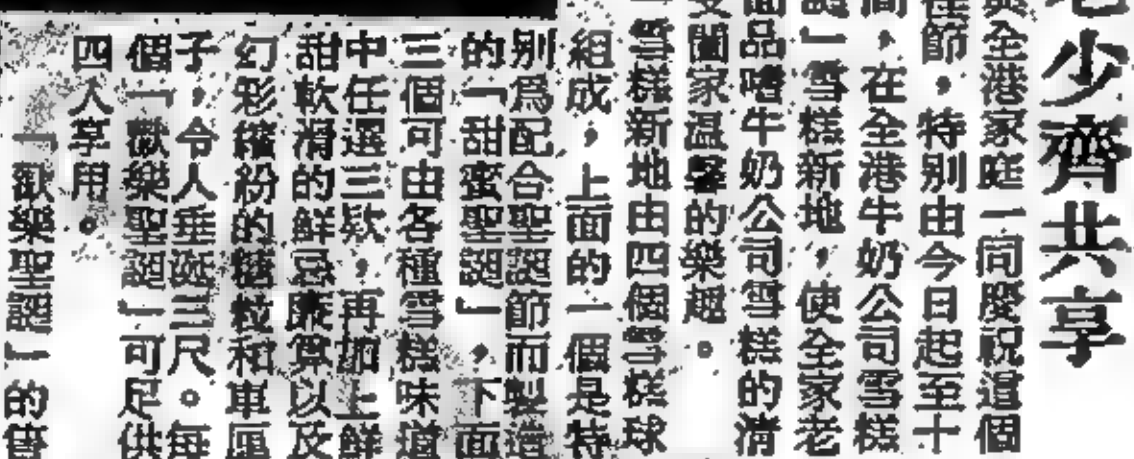 少齊共享
全港家庭一同慶祝這個
佳節，特別由今日起至十
，在全港牛奶公司雪糕
」雪糕新地，使全家老
品嚐牛奶公司雪糕的
闔家溫馨的樂趣。
雪糕新地由四個雪糕球
組成，上面的一個是特
別為配合聖誕節而製造
的「甜蜜聖誕」，下面
三個可由各種雪糕味道
中任選三款，再加上鮮
甜軟滑的鮮忌廉算以及
幻彩繽紛的糖粒和車厘
子，令人垂涎三尺。每
個「歡樂聖誕」可足供
四人享用。
「歡樂聖誕」的售